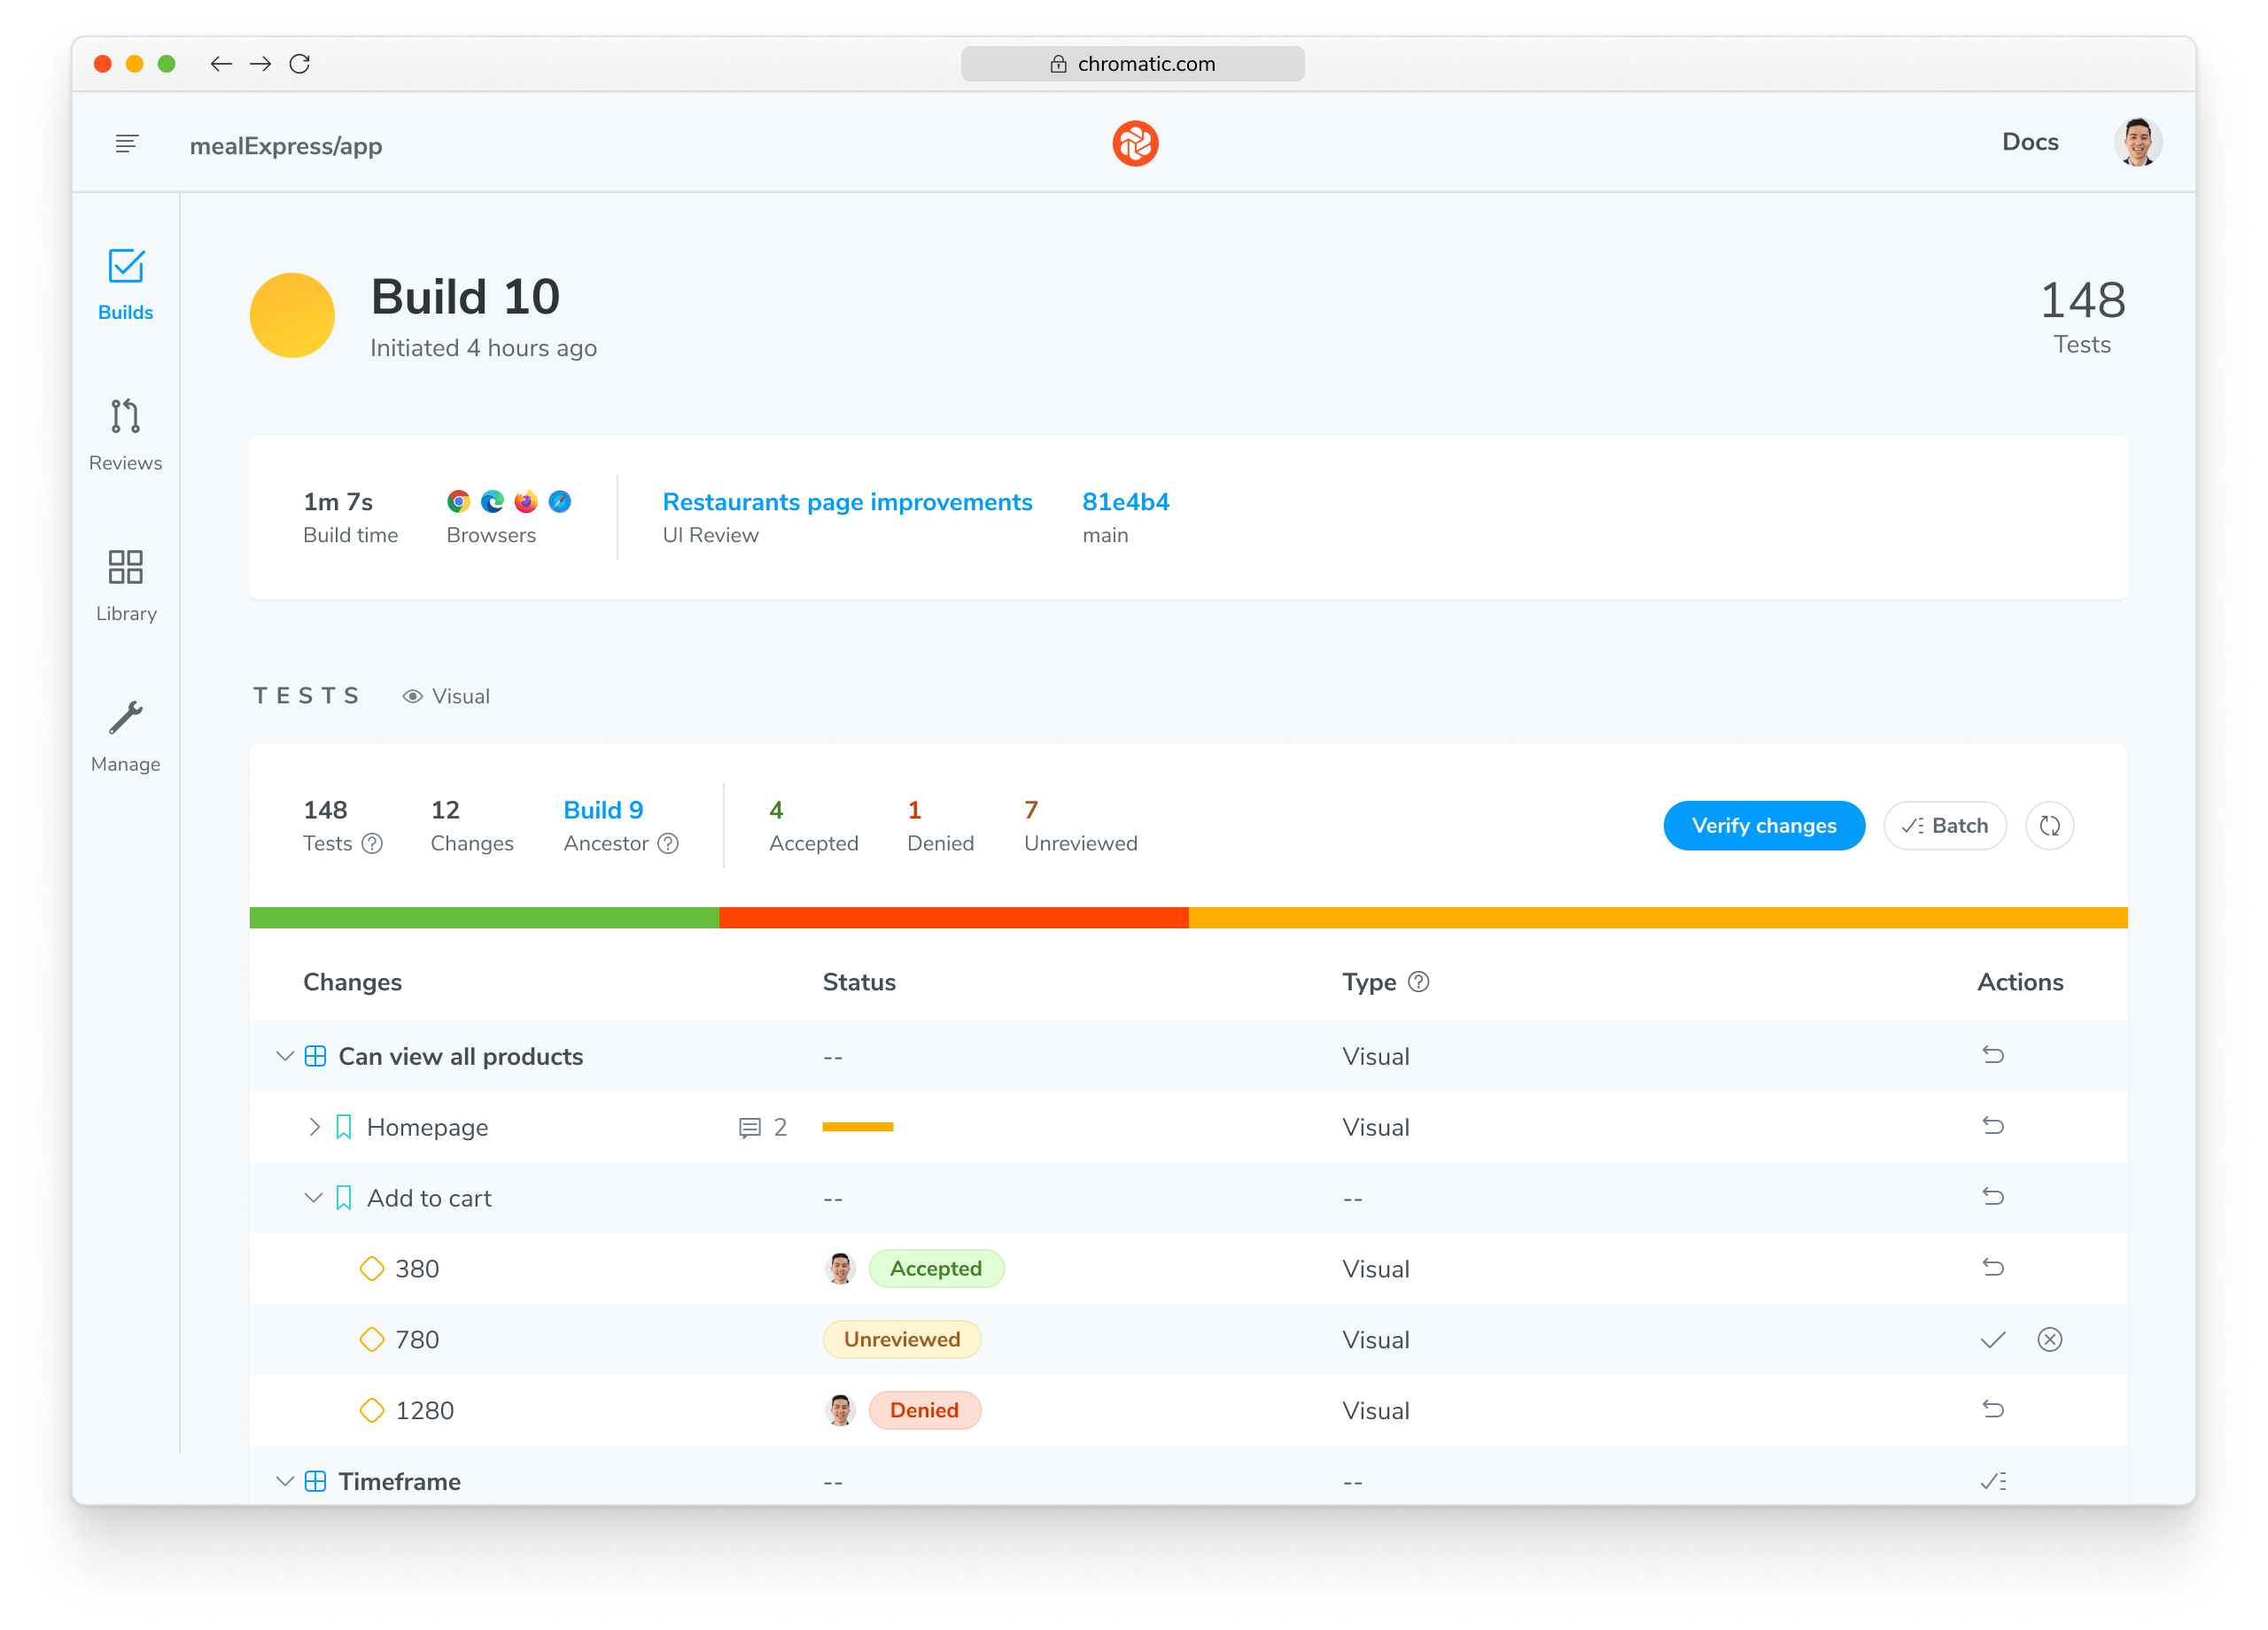 chromatic.com
mealExpress/app
Docs
Builds
Reviews
Library
Manage
Build 10
Initiated 4 hours ago
148
Tests
1m 7s
Build time
Browsers
Restaurants page improvements
UI Review
81e4b4
main
TESTS Visual
148 12 Build 9 4 1 7
Tests Changes Ancestor Accepted Denied Unreviewed
Verify changes Batch
Changes Status Type Actions
Can view all products -- Visual
Homepage 2 Visual
Add to cart -- --
380 Accepted Visual
780 Unreviewed Visual
1280 Denied Visual
Timeframe -- --